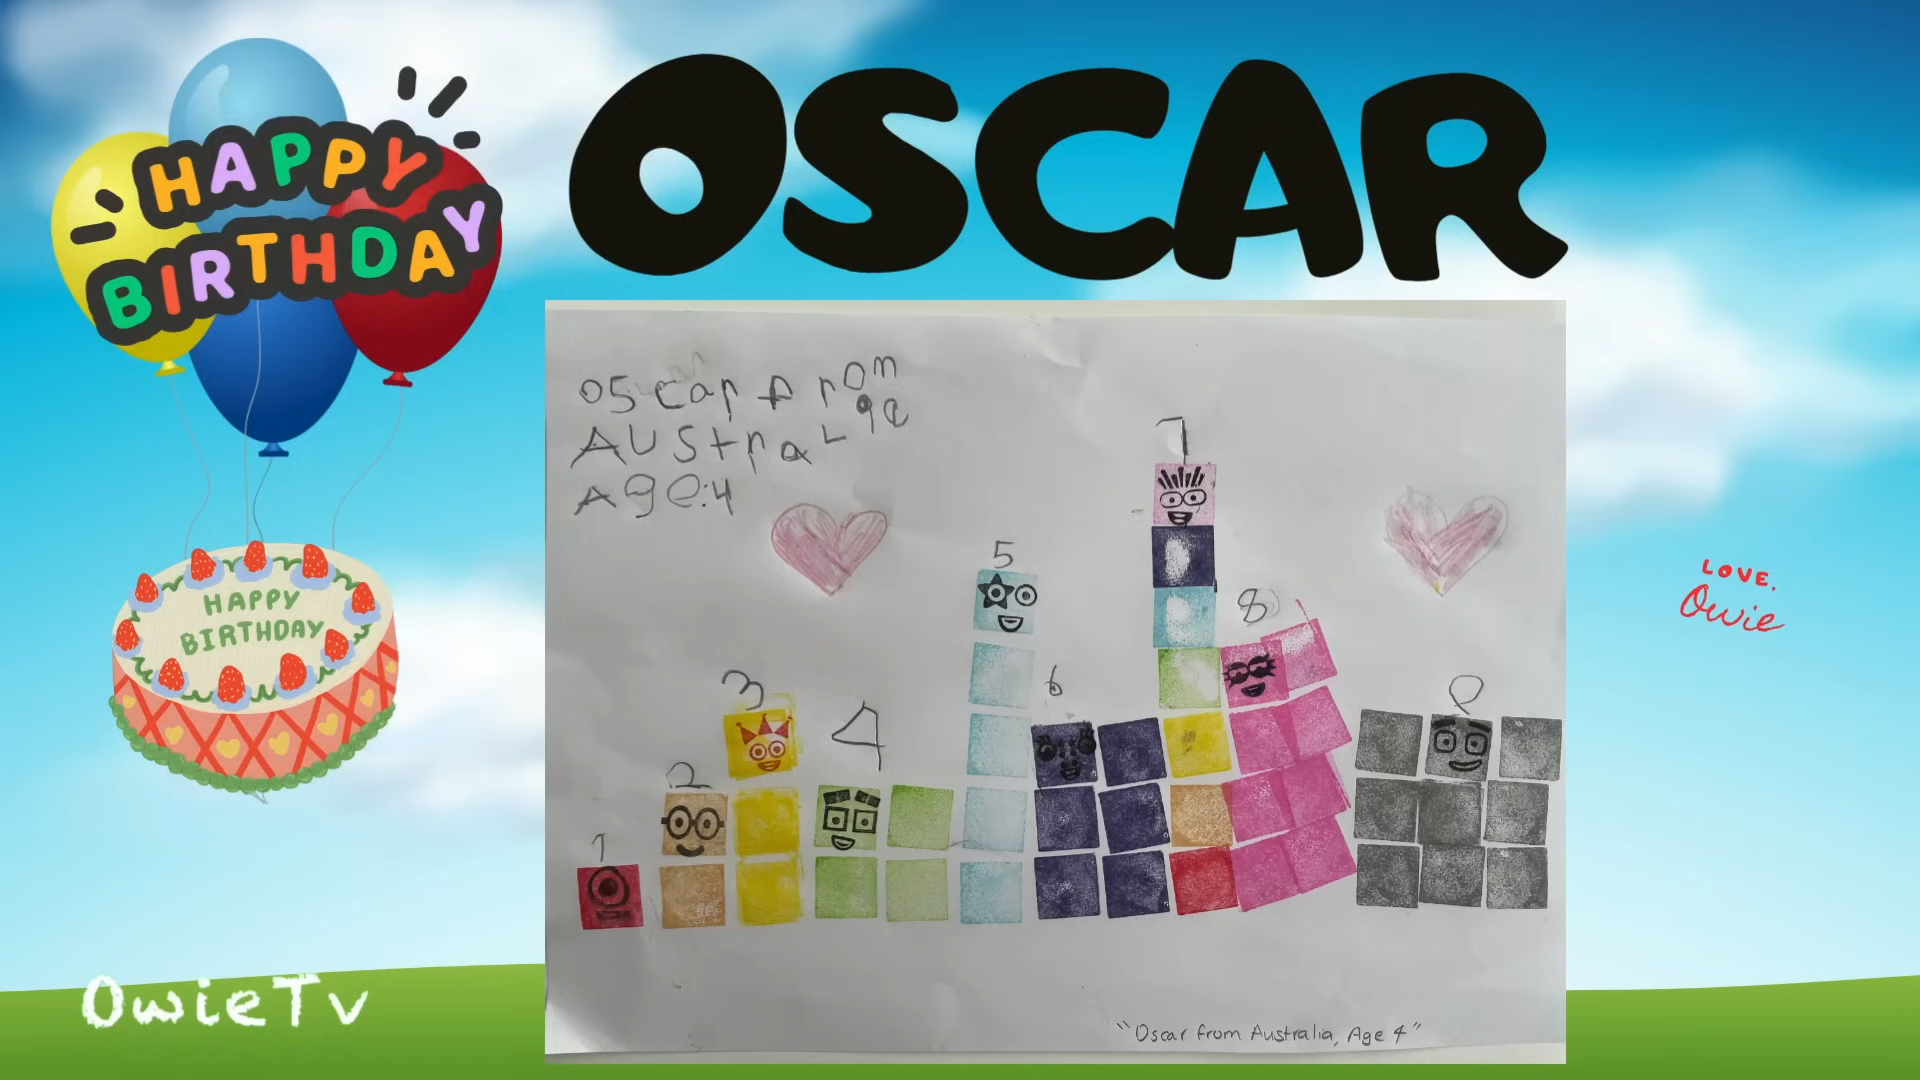 HAPPY
BIRTHDAY
OSCAR
HAPPY
BIRTHDAY
Oscar from
AUStraLia
Age:4
1
2
3
4
5
6
7
8
9
LOVE,
Owie
OwieTv
"Oscar from Australia, Age 4"